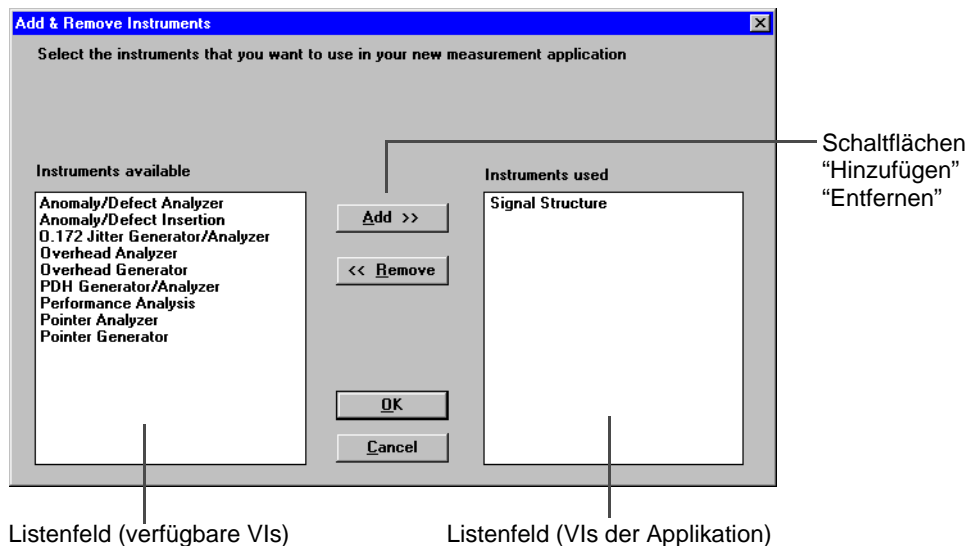 Add & Remove Instruments
Select the instruments that you want to use in your new measurement application
Schaltflächen
“Hinzufügen”
“Entfernen”
Instruments available
Anomaly/Defect Analyzer
Anomaly/Defect Insertion
O.172 Jitter Generator/Analyzer
Overhead Analyzer
Overhead Generator
PDH Generator/Analyzer
Performance Analysis
Pointer Analyzer
Pointer Generator
Add >>
<< Remove
OK
Cancel
Instruments used
Signal Structure
Listenfeld (verfügbare VIs)
Listenfeld (VIs der Applikation)